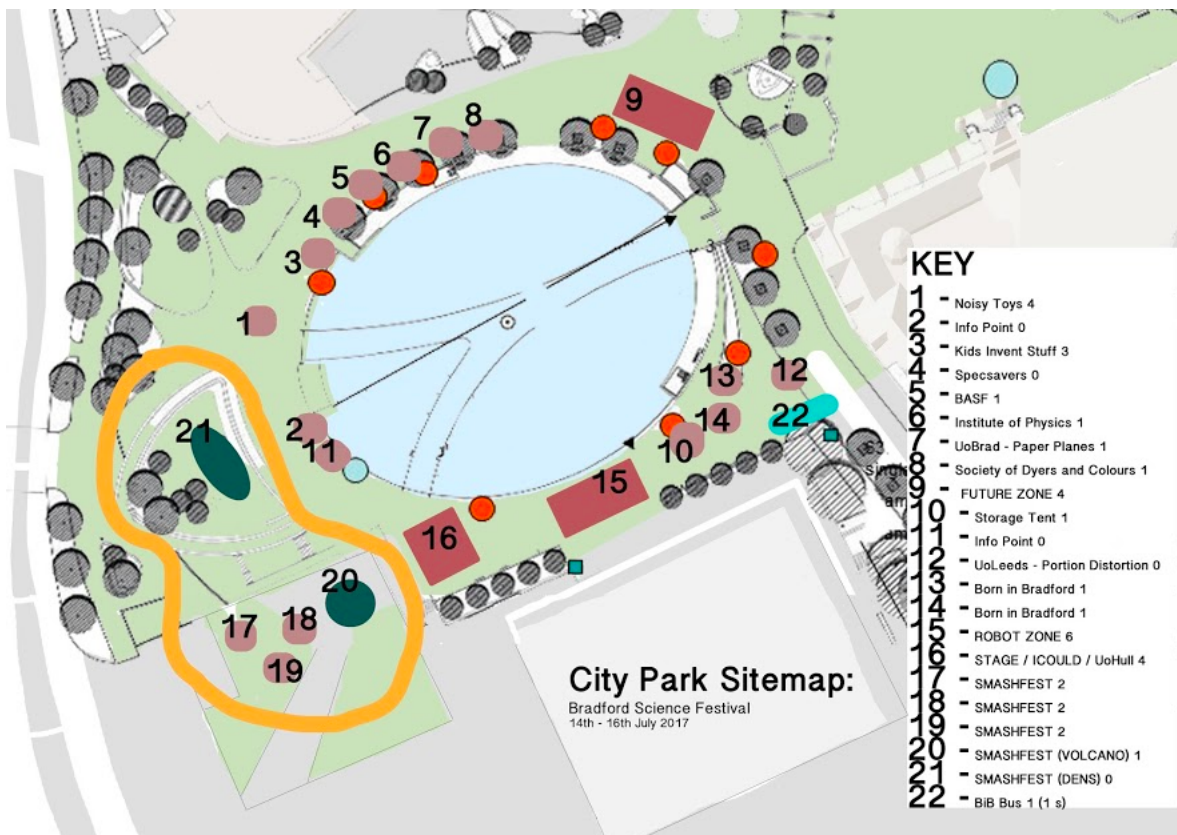 9
8
7
6
5
4
3
3
1
2
11
21
13
12
14
22
10
63
am
am
15
16
20
17
18
19
City Park Sitemap:
Bradford Science Festival
14th - 16th July 2017
KEY
1 - Noisy Toys 4
2 - Info Point 0
3 - Kids Invent Stuff 3
4 - Specsavers 0
5 - BASF 1
6 - Institute of Physics 1
7 - UoBrad - Paper Planes 1
8 - Society of Dyers and Colours 1
9 - FUTURE ZONE 4
10 - Storage Tent 1
11 - Info Point 0
12 - UoLeeds - Portion Distortion 0
13 - Born in Bradford 1
14 - Born in Bradford 1
15 - ROBOT ZONE 6
16 - STAGE / ICOULD / UoHull 4
17 - SMASHFEST 2
18 - SMASHFEST 2
19 - SMASHFEST 2
20 - SMASHFEST (VOLCANO) 1
21 - SMASHFEST (DENS) 0
22 - BiB Bus 1 (1 s)